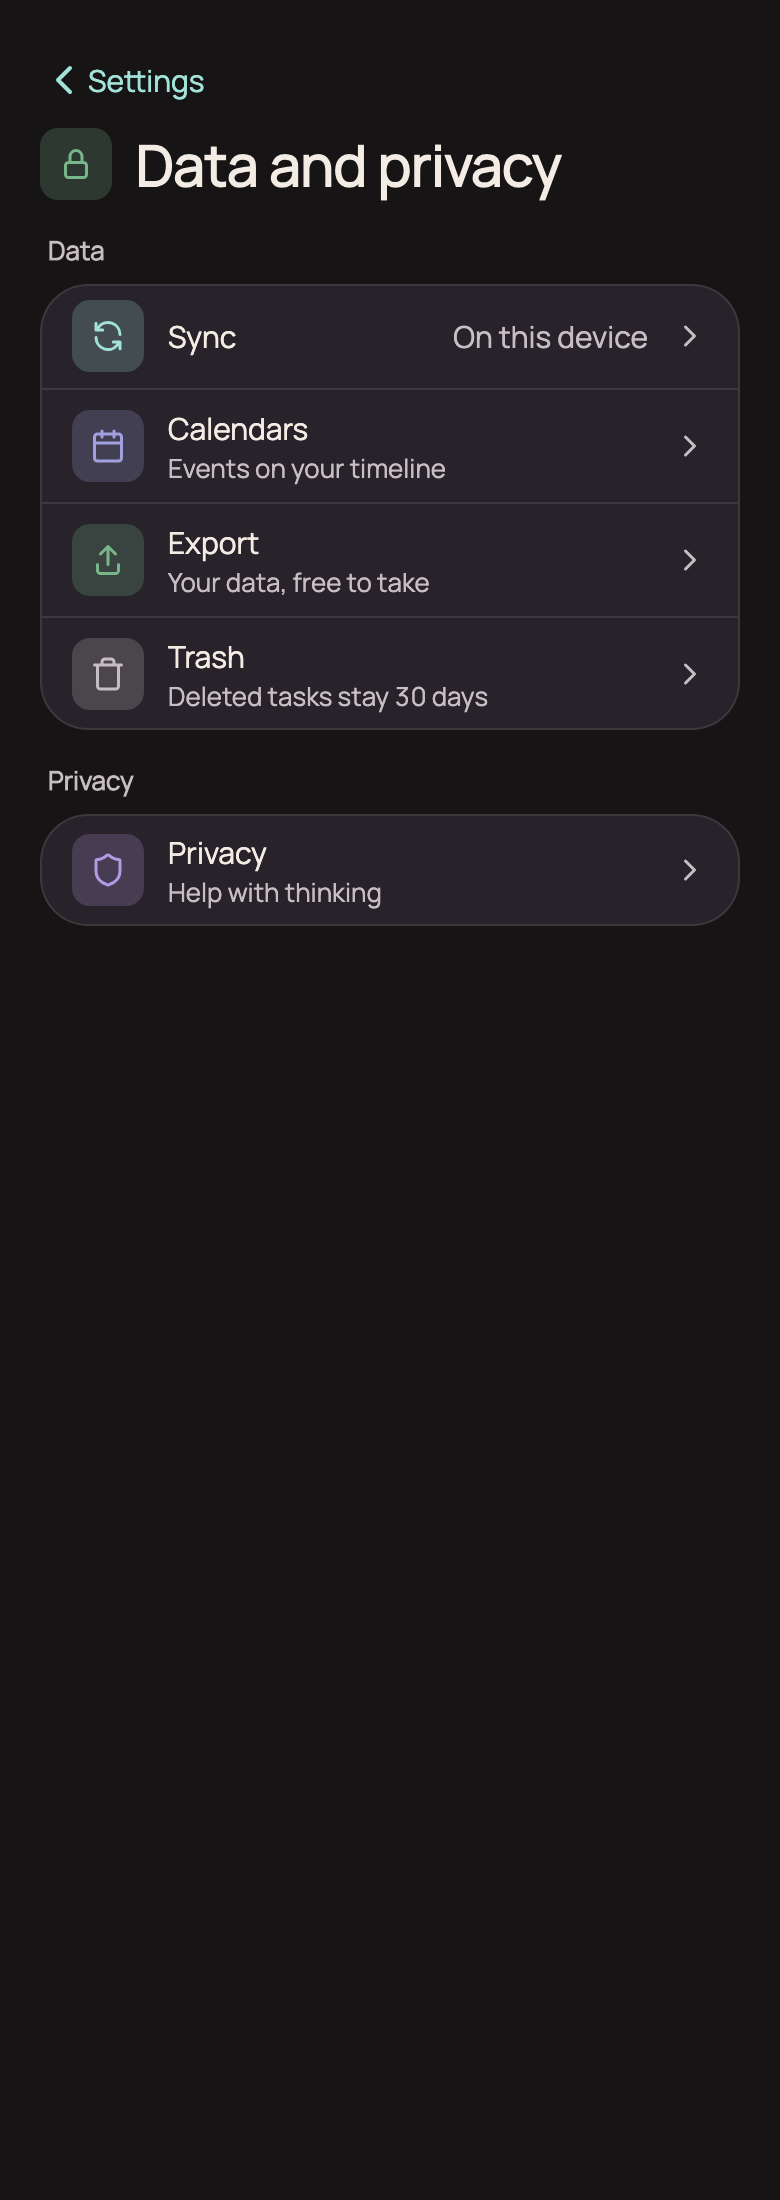 Settings
Data and privacy
Data
Sync On this device
Calendars
Events on your timeline
Export
Your data, free to take
Trash
Deleted tasks stay 30 days
Privacy
Privacy
Help with thinking